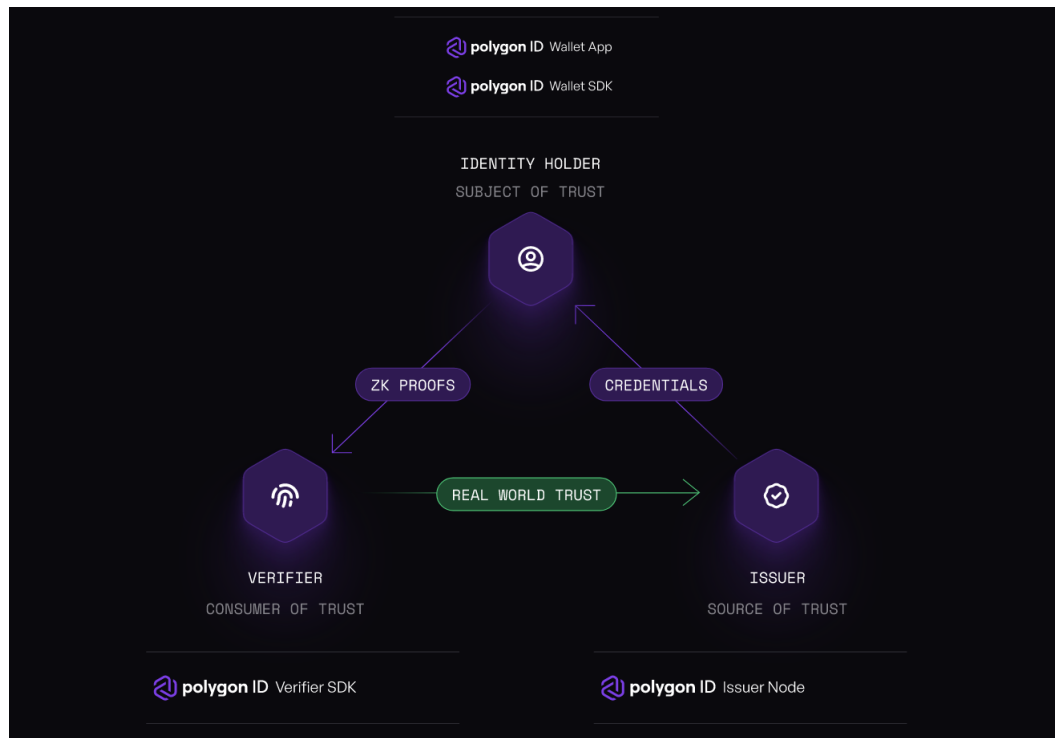 polygon ID Wallet App
polygon ID Wallet SDK
IDENTITY HOLDER
SUBJECT OF TRUST
ZK PROOFS
CREDENTIALS
REAL WORLD TRUST
VERIFIER
CONSUMER OF TRUST
ISSUER
SOURCE OF TRUST
polygon ID Verifier SDK
polygon ID Issuer Node